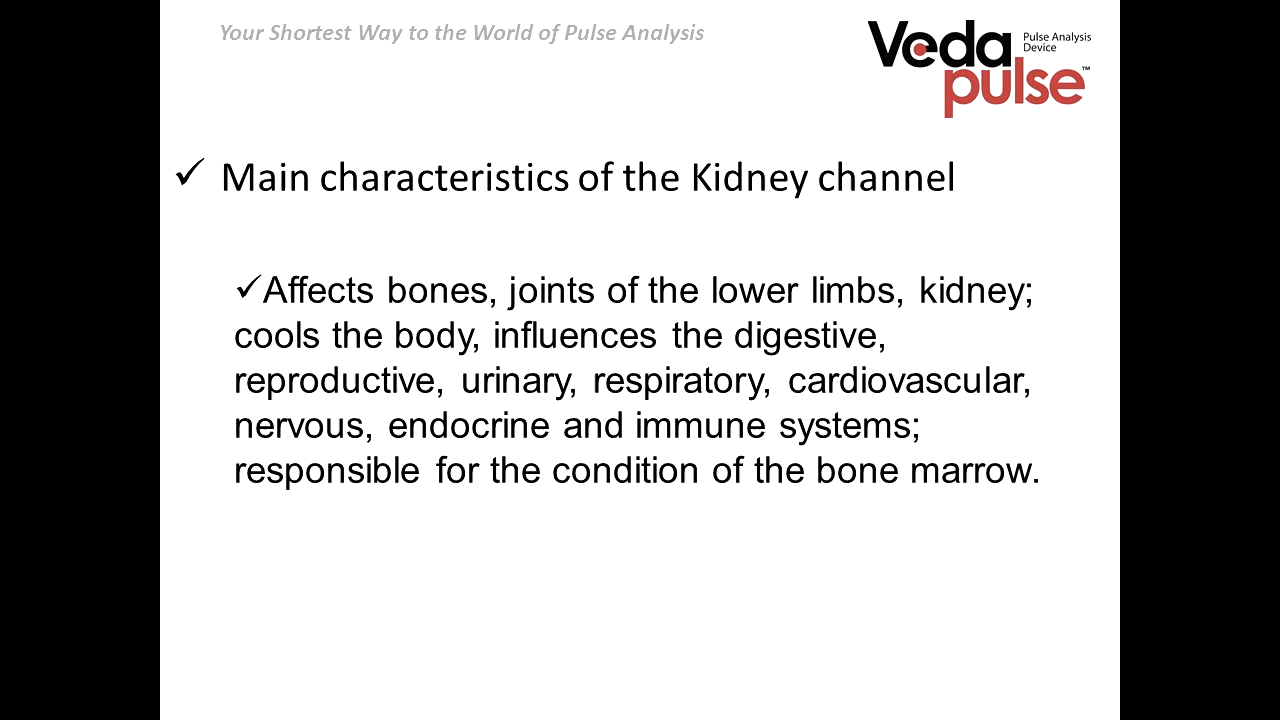 Your Shortest Way to the World of Pulse Analysis
Veda
Pulse Analysis
Device
pulse™
✓ Main characteristics of the Kidney channel
✓Affects bones, joints of the lower limbs, kidney;
cools the body, influences the digestive,
reproductive, urinary, respiratory, cardiovascular,
nervous, endocrine and immune systems;
responsible for the condition of the bone marrow.